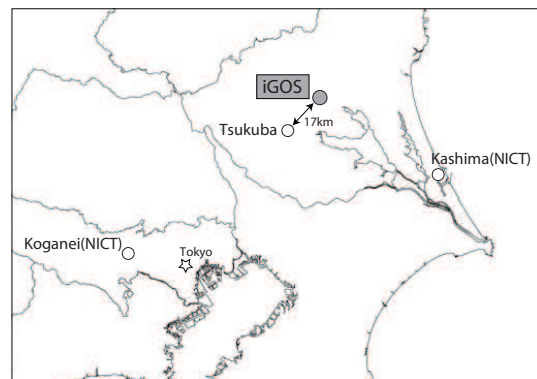 iGOS
17km
Tsukuba
Kashima(NICT)
Koganei(NICT)
Tokyo